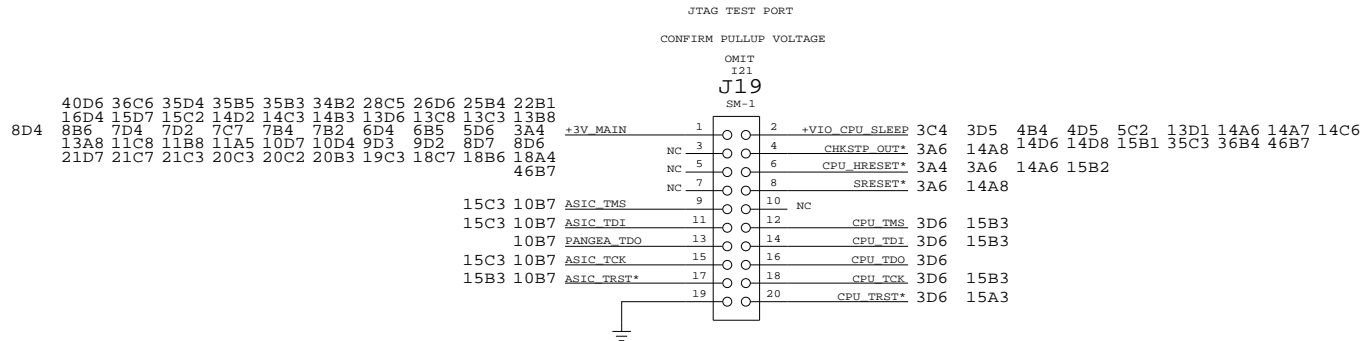 JTAG TEST PORT
CONFIRM PULLUP VOLTAGE
OMIT
I21
J19
SM-1
40D6 36C6 35D4 35B5 35B3 34B2 28C5 26D6 25B4 22B1
16D4 15D7 15C2 14D2 14C3 14B3 13D6 13C8 13C3 13B8
8D4 8B6 7D4 7D2 7C7 7B4 7B2 6D4 6B5 5D6 3A4 +3V_MAIN 1 2 +VIO_CPU_SLEEP 3C4 3D5 4B4 4D5 5C2 13D1 14A6 14A7 14C6
13A8 11C8 11B8 11A5 10D7 10D4 9D3 9D2 8D7 8D6
14D6 14D8 15B1 35C3 36B4 46B7
NC 3 4 CHKSTP_OUT* 3A6 14A8
21D7 21C7 21C3 20C3 20C2 20B3 19C3 18C7 18B6 18A4
46B7
NC 5 6 CPU_HRESET* 3A4 3A6 14A6 15B2
NC 7 8 SRESET* 3A6 14A8
15C3 10B7 ASIC_TMS 9 10 NC
15C3 10B7 ASIC_TDI 11 12 CPU_TMS 3D6 15B3
10B7 PANGEA_TDO 13 14 CPU_TDI 3D6 15B3
15C3 10B7 ASIC_TCK 15 16 CPU_TDO 3D6
15B3 10B7 ASIC_TRST* 17 18 CPU_TCK 3D6 15B3
19 20 CPU_TRST* 3D6 15A3